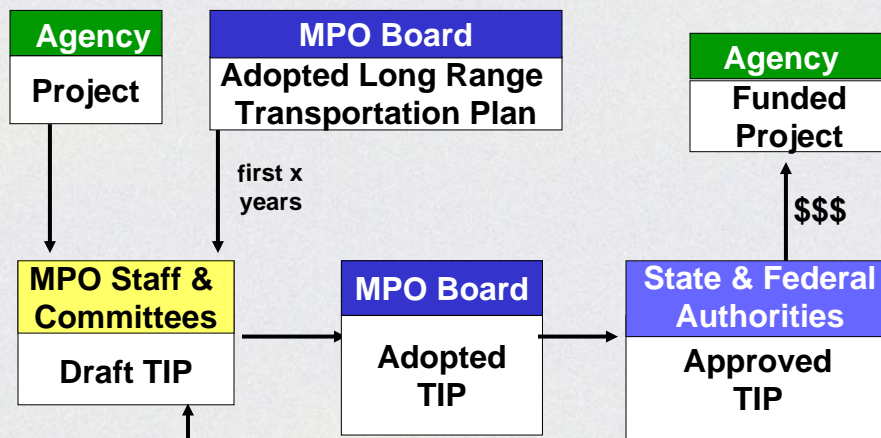 Agency
Project
MPO Board
Adopted Long Range
Transportation Plan
Agency
Funded
Project
first x
years
$$$
MPO Staff &
Committees
Draft TIP
MPO Board
Adopted
TIP
State & Federal
Authorities
Approved
TIP